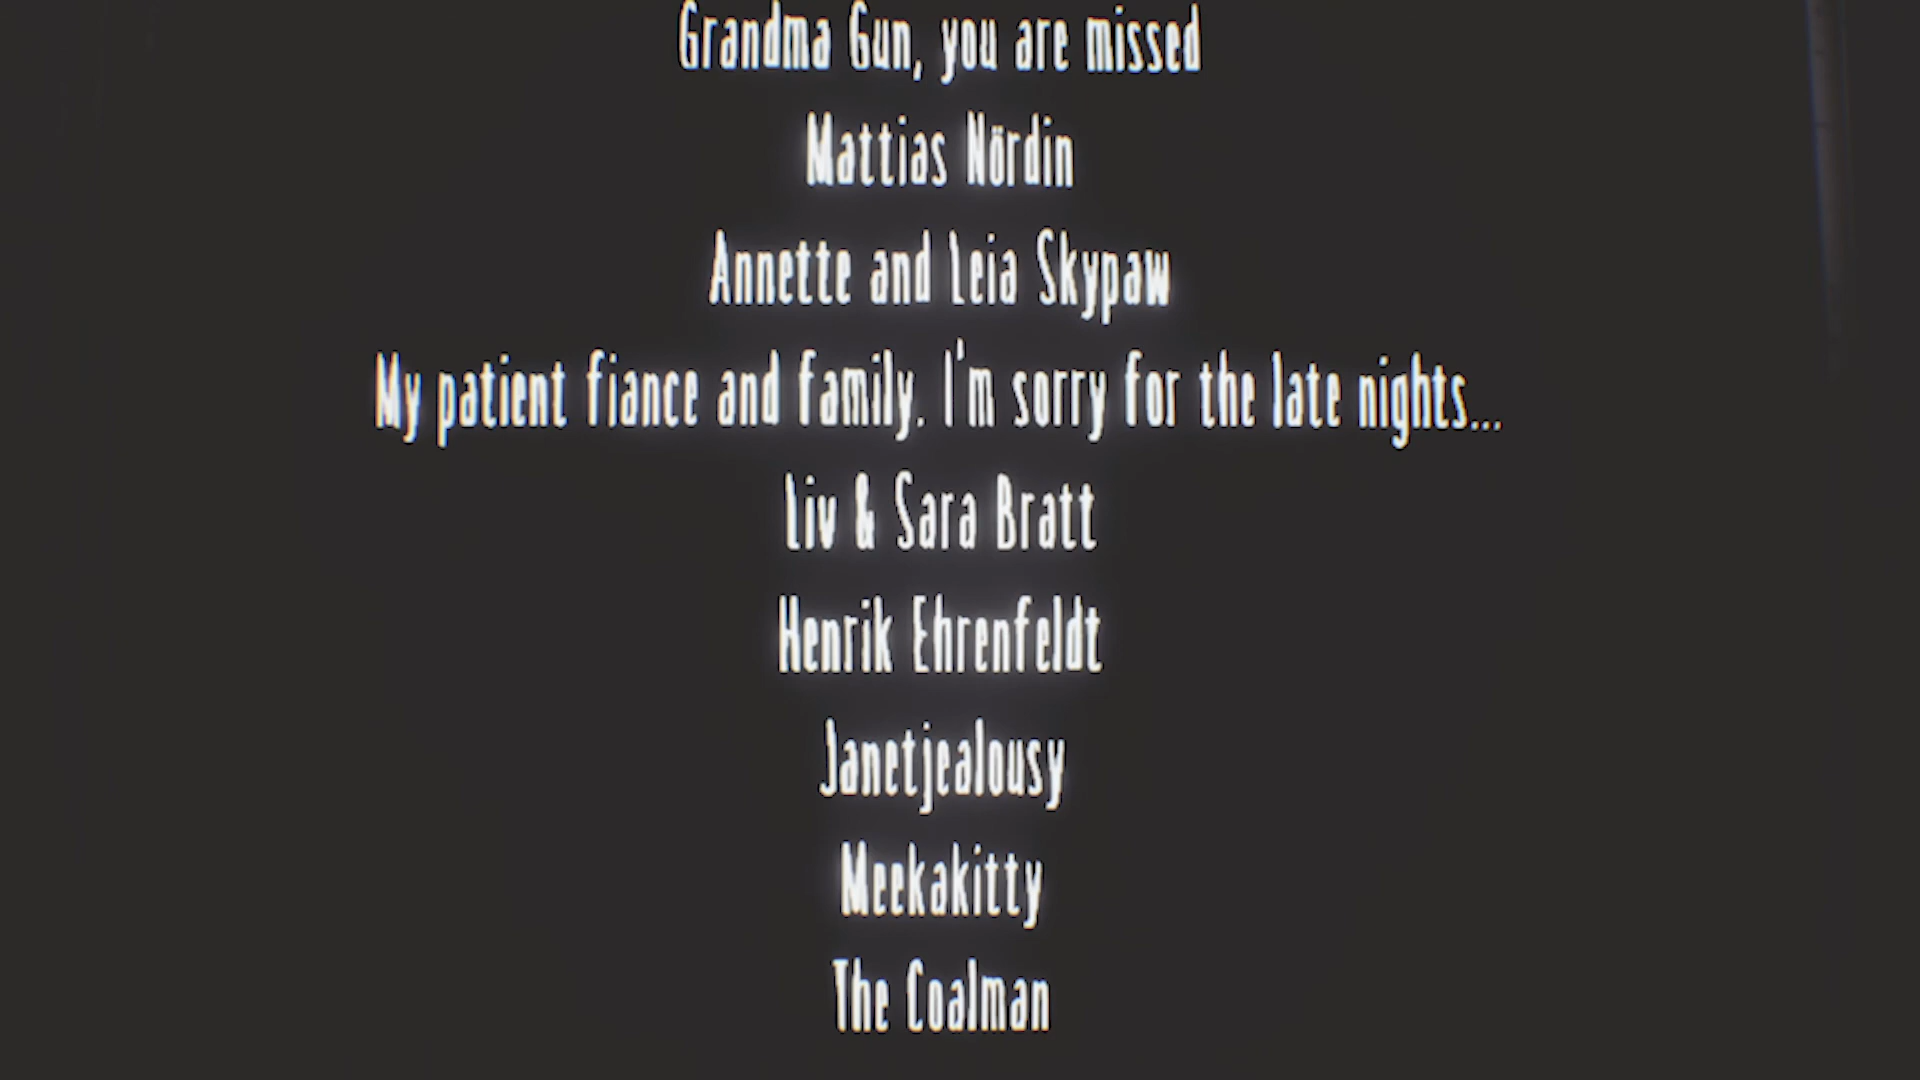 Grandma Gun, you are missed
Mattias Nördin
Annette and Leia Skypaw
My patient fiance and family. I'm sorry for the late nights...
Liv & Sara Bratt
Henrik Ehrenfeldt
Janetjealousy
Meekakitty
The Coalman